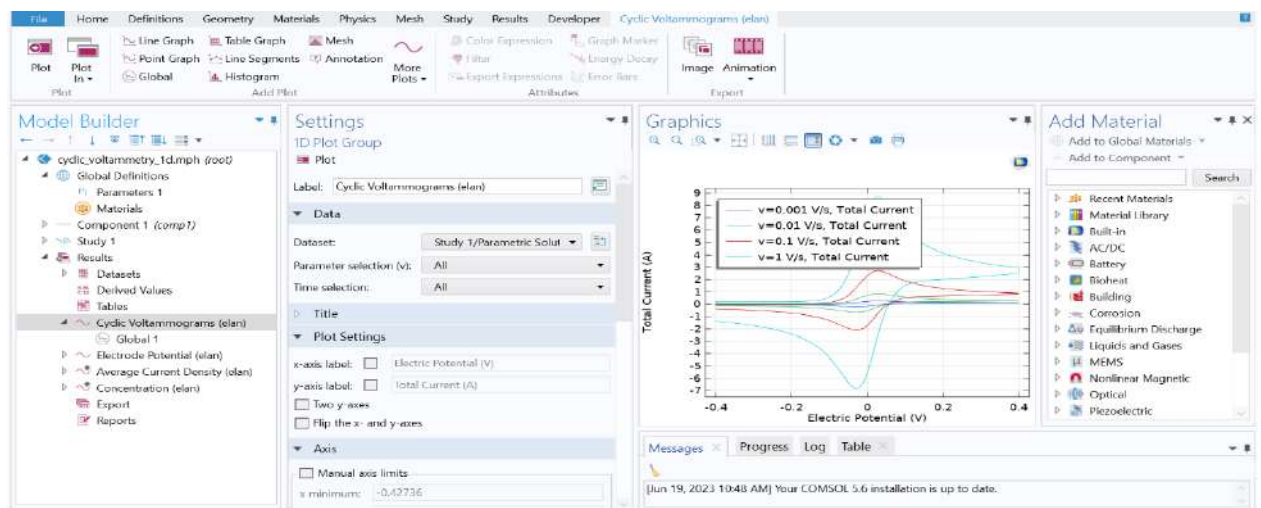 File Home Definitions Geometry Materials Physics Mesh Study Results Developer Cyclic Voltammograms (elan)
Plot
Plot In
Line Graph Table Graph Mesh
Point Graph Line Segments Annotation
Global Histogram
More Plots
Color Expression Graph Marker
Filter Energy Decay
Export Expressions Error Bars
Image Animation
Plot Add Plot Attributes Export
Model Builder
cyclic_voltammetry_1d.mph (root)
Global Definitions
Parameters 1
Materials
Component 1 (comp1)
Study 1
Results
Datasets
Derived Values
Tables
Cyclic Voltammograms (elan)
Global 1
Electrode Potential (elan)
Average Current Density (elan)
Concentration (elan)
Export
Reports
Settings
1D Plot Group
Plot
Label: Cyclic Voltammograms (elan)
Data
Dataset: Study 1/Parametric Solut
Parameter selection (v): All
Time selection: All
Title
Plot Settings
x-axis label: Electric Potential (V)
y-axis label: Total Current (A)
Two y-axes
Flip the x- and y-axes
Axis
Manual axis limits
x minimum: -0.42736
Graphics
v=0.001 V/s, Total Current
v=0.01 V/s, Total Current
v=0.1 V/s, Total Current
v=1 V/s, Total Current
Total Current (A)
9
8
7
6
5
4
3
2
1
0
-1
-2
-3
-4
-5
-6
-7
-0.4 -0.2 0 0.2 0.4
Electric Potential (V)
Messages Progress Log Table
[Jun 19, 2023 10:48 AM] Your COMSOL 5.6 installation is up to date.
Add Material
Add to Global Materials
Add to Component
Search
Recent Materials
Material Library
Built-in
AC/DC
Battery
Bioheat
Building
Corrosion
Equilibrium Discharge
Liquids and Gases
MEMS
Nonlinear Magnetic
Optical
Piezoelectric